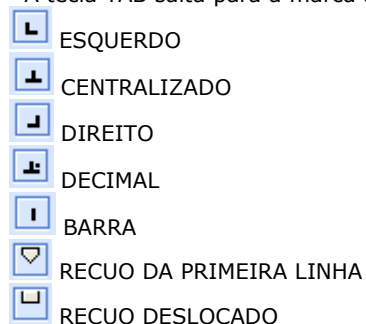 A tecla TAB salta para a marca
ESQUERDO
CENTRALIZADO
DIREITO
DECIMAL
BARRA
RECUO DA PRIMEIRA LINHA
RECUO DESLOCADO